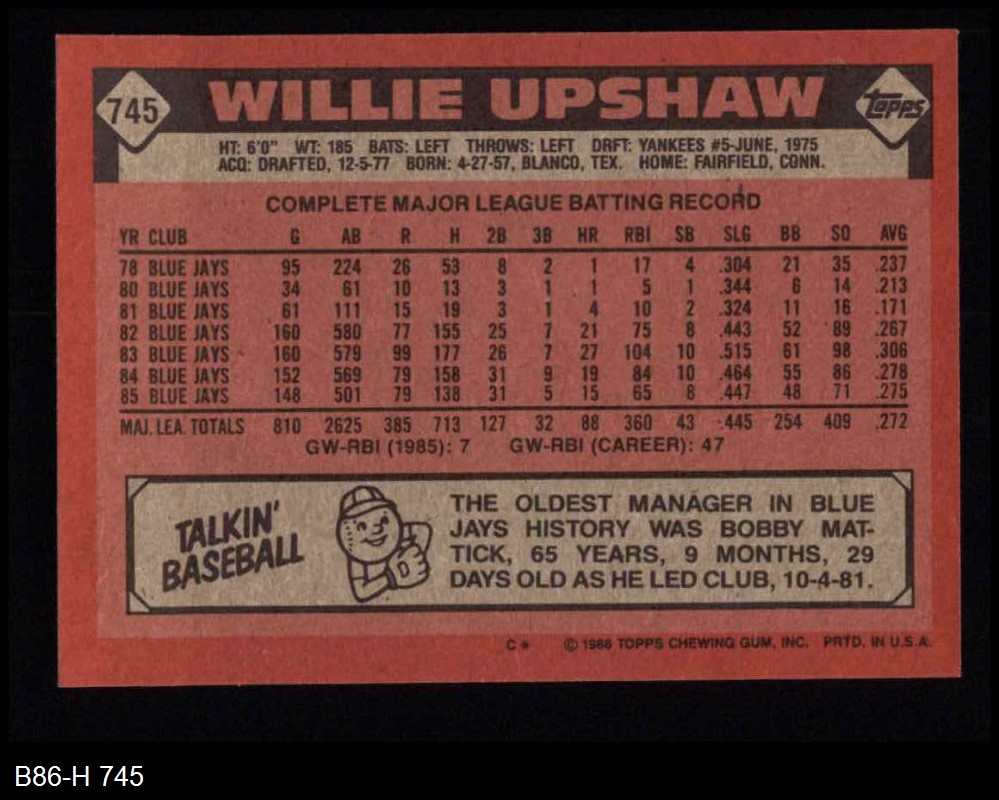 745
WILLIE UPSHAW
Topps
HT: 6'0" WT: 185 BATS: LEFT THROWS: LEFT DRFT: YANKEES #5-JUNE, 1975
ACQ: DRAFTED, 12-5-77 BORN: 4-27-57, BLANCO, TEX. HOME: FAIRFIELD, CONN.
COMPLETE MAJOR LEAGUE BATTING RECORD
YR CLUB G AB R H 2B 3B HR RBI SB SLG BB SO AVG
78 BLUE JAYS 95 224 26 53 8 2 1 17 4 .304 21 35 .237
80 BLUE JAYS 34 61 10 13 3 1 1 5 1 .344 6 14 .213
81 BLUE JAYS 61 111 15 19 3 1 4 10 2 .324 11 16 .171
82 BLUE JAYS 160 580 77 155 25 7 21 75 8 .443 52 89 .267
83 BLUE JAYS 160 579 99 177 26 7 27 104 10 .515 61 98 .306
84 BLUE JAYS 152 569 79 158 31 9 19 84 10 .464 55 86 .278
85 BLUE JAYS 148 501 79 138 31 5 15 65 8 .447 48 71 .275
MAJ. LEA. TOTALS 810 2625 385 713 127 32 88 360 43 .445 254 409 .272
GW-RBI (1985): 7 GW-RBI (CAREER): 47
TALKIN'
BASEBALL
THE OLDEST MANAGER IN BLUE
JAYS HISTORY WAS BOBBY MAT-
TICK, 65 YEARS, 9 MONTHS, 29
DAYS OLD AS HE LED CLUB, 10-4-81.
C* © 1986 TOPPS CHEWING GUM, INC. PRTD. IN U.S.A.
B86-H 745